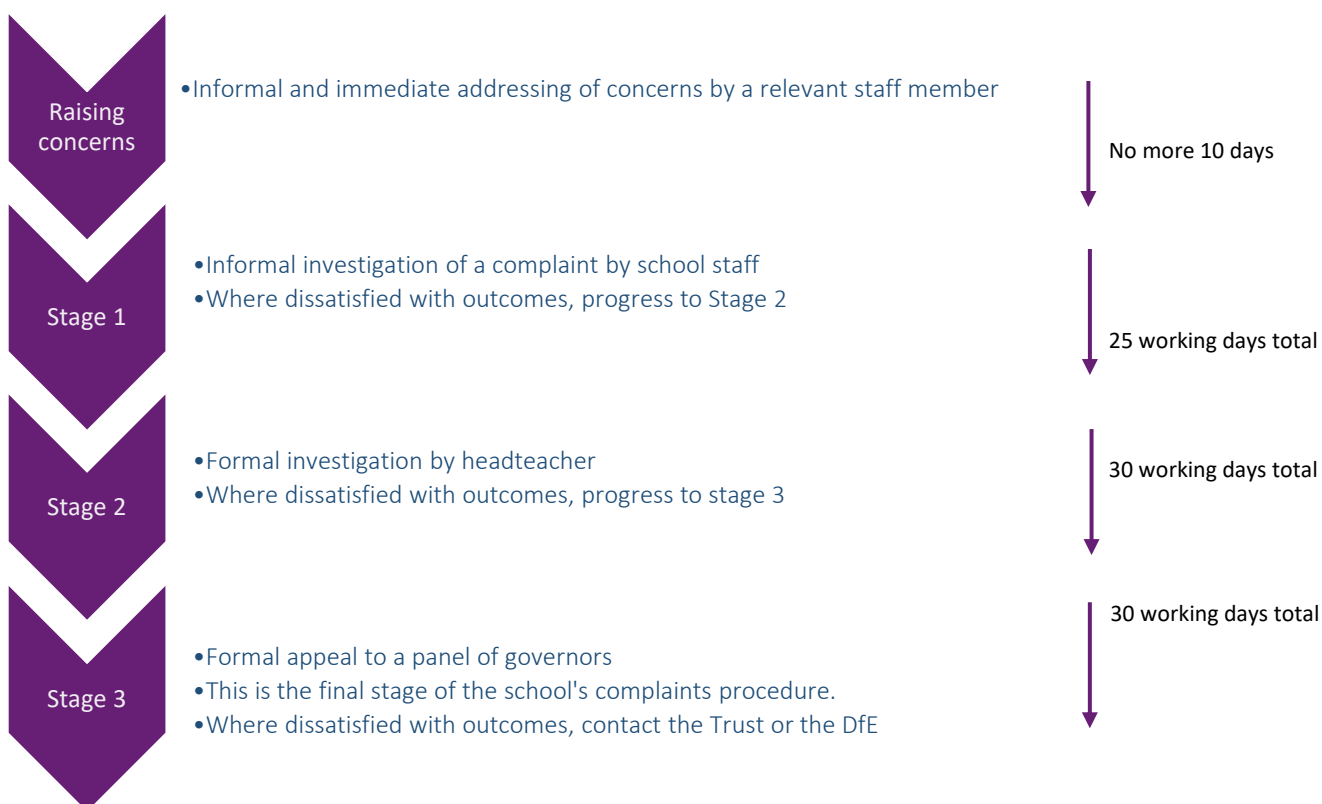 Raising
concerns
•Informal and immediate addressing of concerns by a relevant staff member
No more 10 days
Stage 1
•Informal investigation of a complaint by school staff
•Where dissatisfied with outcomes, progress to Stage 2
25 working days total
Stage 2
•Formal investigation by headteacher
•Where dissatisfied with outcomes, progress to stage 3
30 working days total
Stage 3
•Formal appeal to a panel of governors
•This is the final stage of the school's complaints procedure.
•Where dissatisfied with outcomes, contact the Trust or the DfE
30 working days total